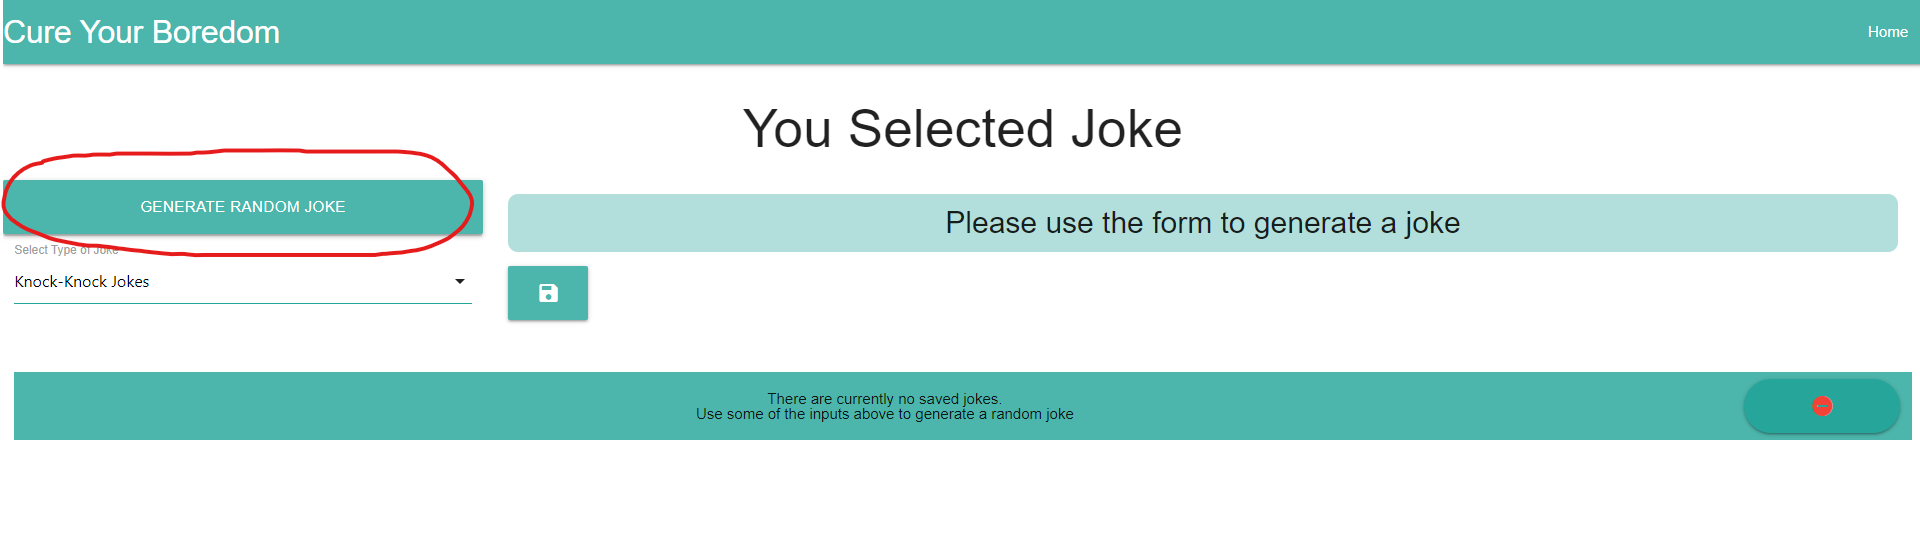 Cure Your Boredom
Home
You Selected Joke
GENERATE RANDOM JOKE
Please use the form to generate a joke
Select Type of Joke
Knock-Knock Jokes
There are currently no saved jokes.
Use some of the inputs above to generate a random joke